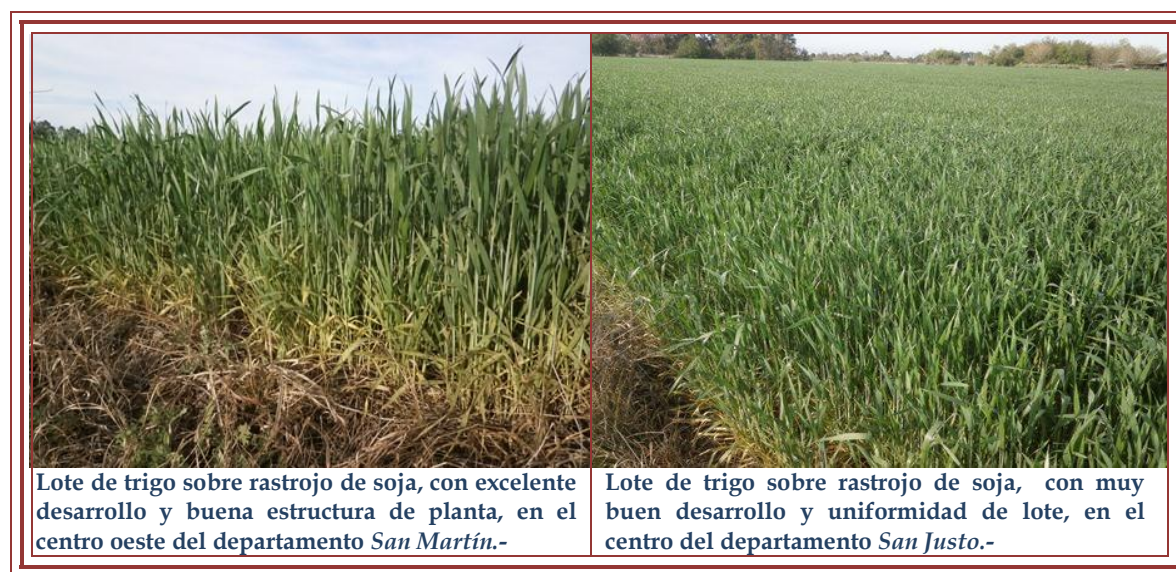 Lote de trigo sobre rastrojo de soja, con excelente
desarrollo y buena estructura de planta, en el
centro oeste del departamento San Martín.-
Lote de trigo sobre rastrojo de soja, con muy
buen desarrollo y uniformidad de lote, en el
centro del departamento San Justo.-